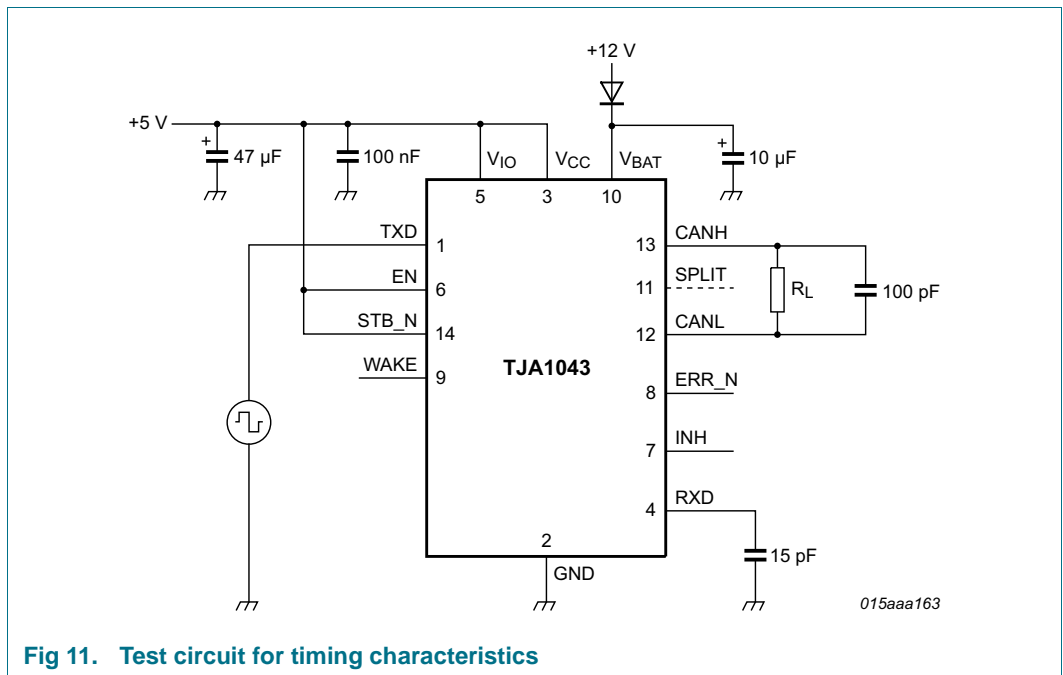 +12 V
+5 V
+ 47 µF
100 nF
VIO
VCC
VBAT
+ 10 µF
5
3
10
TXD
1
EN
6
STB_N
14
WAKE
9
TJA1043
13
CANH
11
SPLIT
12
CANL
RL
100 pF
8
ERR_N
7
INH
4
RXD
15 pF
2
GND
015aaa163
Fig 11. Test circuit for timing characteristics